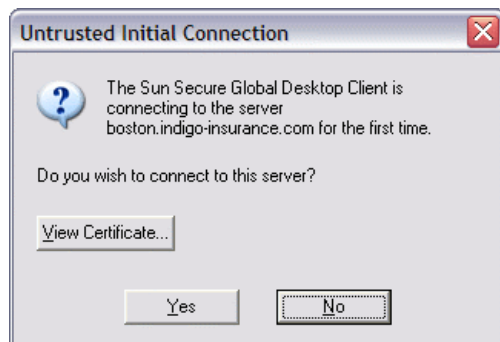 Untrusted Initial Connection
The Sun Secure Global Desktop Client is
connecting to the server
boston.indigo-insurance.com for the first time.
Do you wish to connect to this server?
View Certificate...
Yes
No